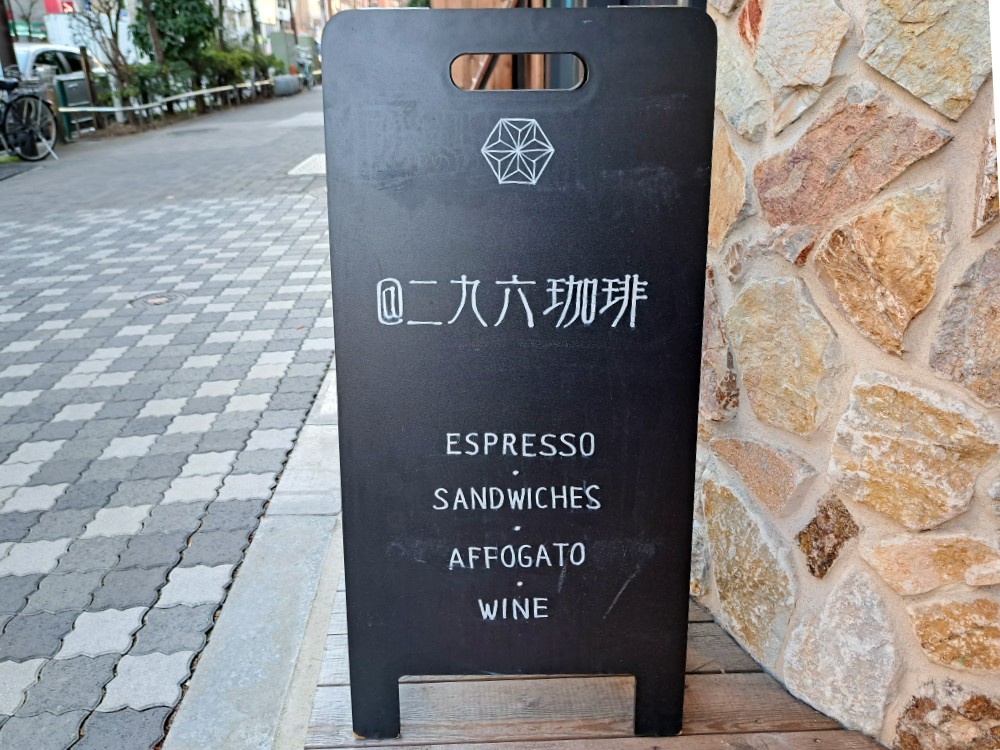 @二九六珈琲
ESPRESSO
·
SANDWICHES
·
AFFOGATO
·
WINE